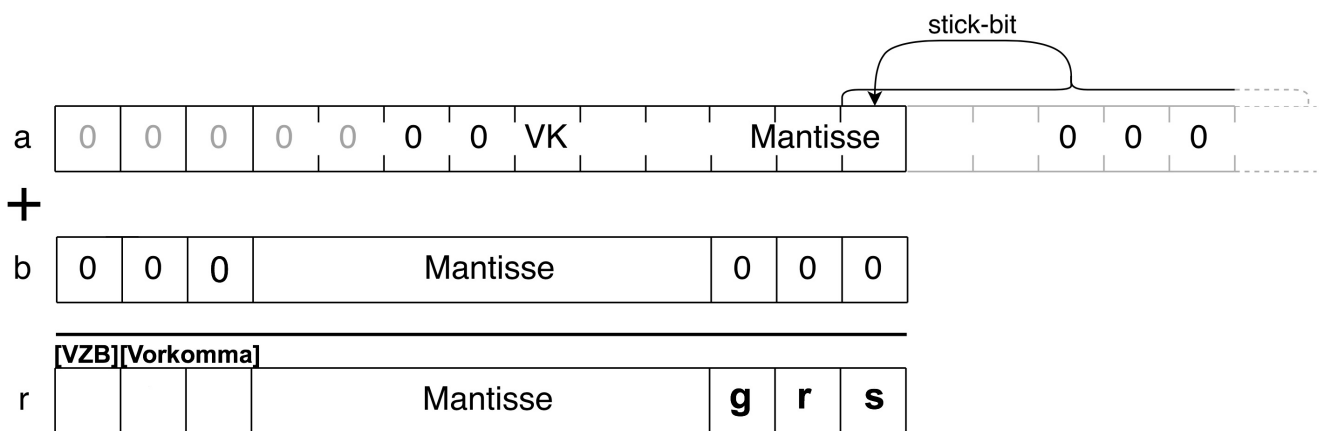 stick-bit
a 0 0 0 0 0 0 0 VK Mantisse 0 0 0
+
b 0 0 0 Mantisse 0 0 0
[VZB][Vorkomma]
r Mantisse g r s